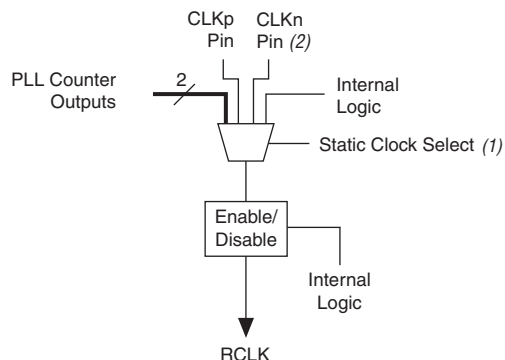 CLKp
Pin
CLKn
Pin (2)
PLL Counter
Outputs
2
Internal
Logic
Static Clock Select (1)
Enable/
Disable
Internal
Logic
RCLK